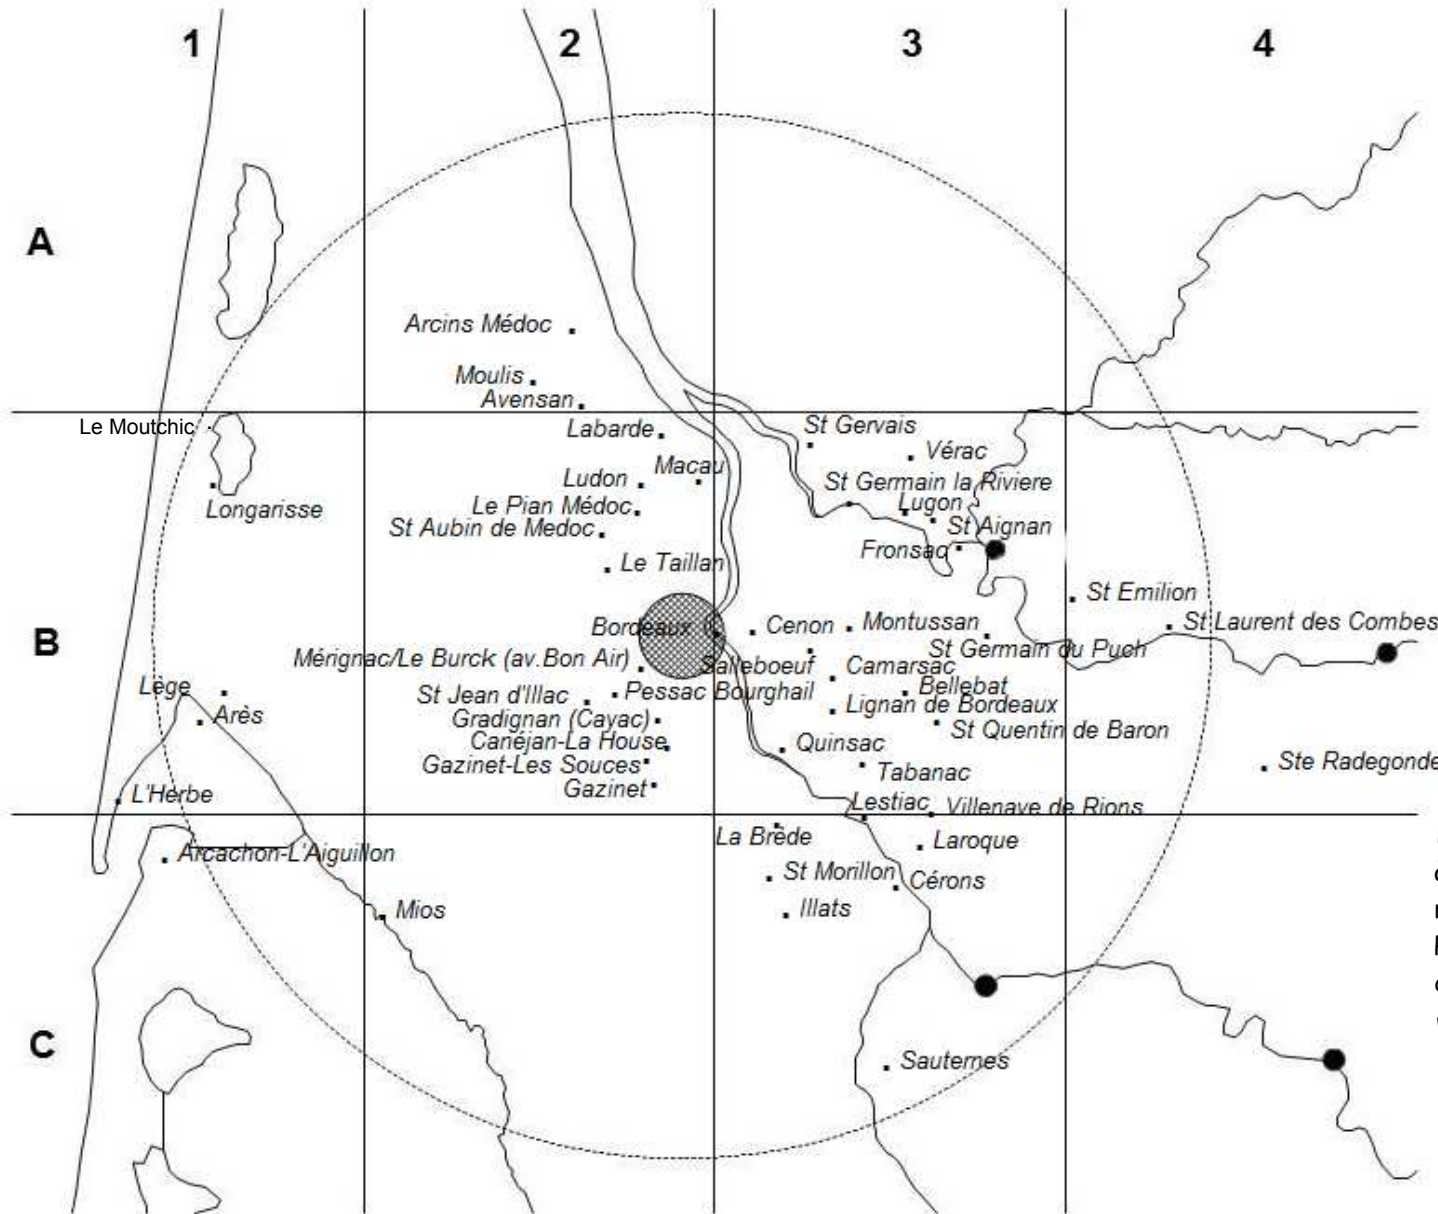 1
2
3
4
A
Arcins Médoc
Moulis
Avensan
Le Moutchic
Labarde
St Gervais
Vérac
Macau
Ludon
St Germain la Riviere
Longarisse
Le Pian Médoc
Lugon
St Aubin de Medoc
St Aignan
Fronsac
Le Taillan
St Emilion
B
Bordeaux
Cenon
Montussan
St Laurent des Combes
St Germain du Puch
Mérignac/Le Burck (av.Bon Air)
Salleboeuf
Camarsac
Lège
St Jean d'Illac
Pessac Bourghail
Bellebat
Arès
Lignan de Bordeaux
Gradignan (Cayac)
St Quentin de Baron
Canéjan-La House
Quinsac
Gazinet-Les Souces
Tabanac
Ste Radegonde
Gazinet
L'Herbe
Lestiac
Villenave de Rions
La Brède
Laroque
Arcachon-L'Aiguillon
St Morillon
Cérons
Mios
Illats
C
Sauternes